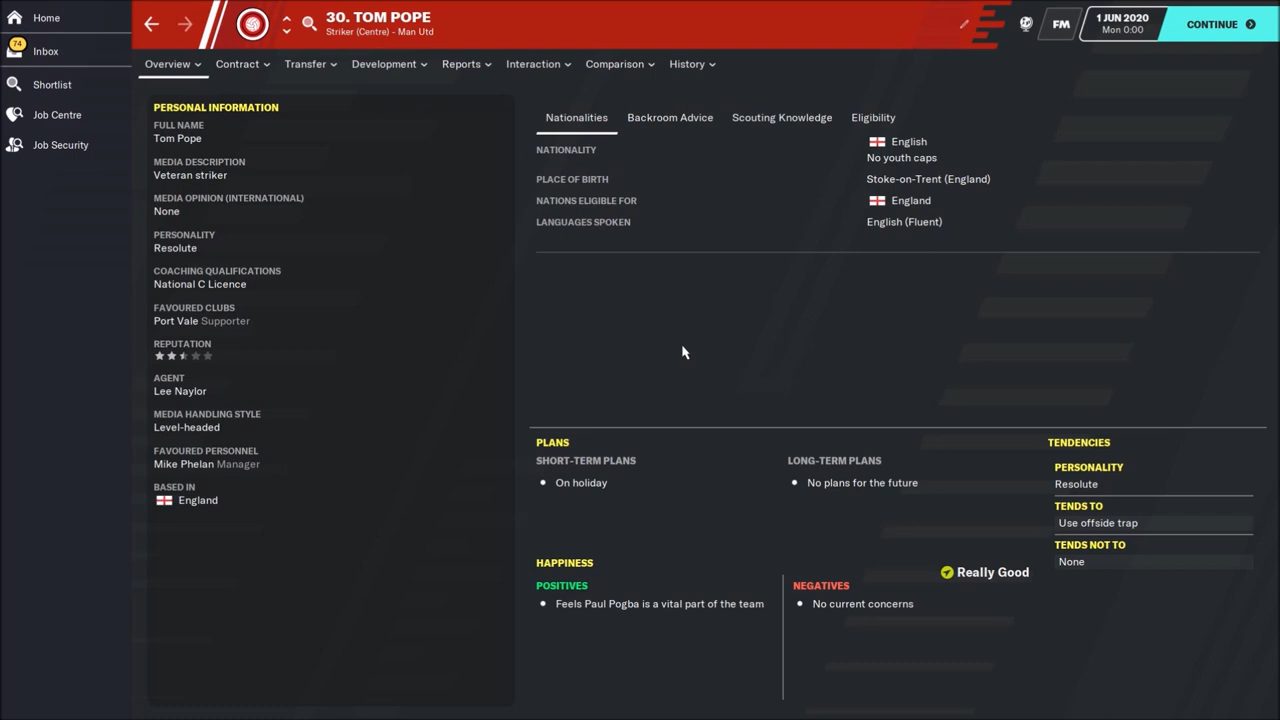 Home
74
Inbox
Shortlist
Job Centre
Job Security
30. TOM POPE
Striker (Centre) - Man Utd
FM
1 JUN 2020
Mon 0:00
CONTINUE
Overview
Contract
Transfer
Development
Reports
Interaction
Comparison
History
PERSONAL INFORMATION
FULL NAME
Tom Pope
MEDIA DESCRIPTION
Veteran striker
MEDIA OPINION (INTERNATIONAL)
None
PERSONALITY
Resolute
COACHING QUALIFICATIONS
National C Licence
FAVOURED CLUBS
Port Vale Supporter
REPUTATION
AGENT
Lee Naylor
MEDIA HANDLING STYLE
Level-headed
FAVOURED PERSONNEL
Mike Phelan Manager
BASED IN
England
Nationalities
Backroom Advice
Scouting Knowledge
Eligibility
NATIONALITY
English
No youth caps
PLACE OF BIRTH
Stoke-on-Trent (England)
NATIONS ELIGIBLE FOR
England
LANGUAGES SPOKEN
English (Fluent)
PLANS
SHORT-TERM PLANS
On holiday
LONG-TERM PLANS
No plans for the future
TENDENCIES
PERSONALITY
Resolute
TENDS TO
Use offside trap
TENDS NOT TO
None
HAPPINESS
Really Good
POSITIVES
Feels Paul Pogba is a vital part of the team
NEGATIVES
No current concerns